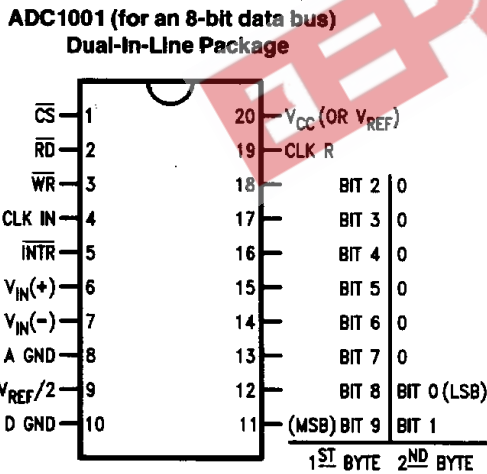 ADC1001 (for an 8-bit data bus)
Dual-In-Line Package
CS 1 20 VCC (OR VREF)
RD 2 19 CLK R
WR 3 18 BIT 2 0
CLK IN 4 17 BIT 3 0
INTR 5 16 BIT 4 0
VIN(+) 6 15 BIT 5 0
VIN(-) 7 14 BIT 6 0
A GND 8 13 BIT 7 0
VREF/2 9 12 BIT 8 BIT 0 (LSB)
D GND 10 11 (MSB) BIT 9 BIT 1
1ST BYTE 2ND BYTE